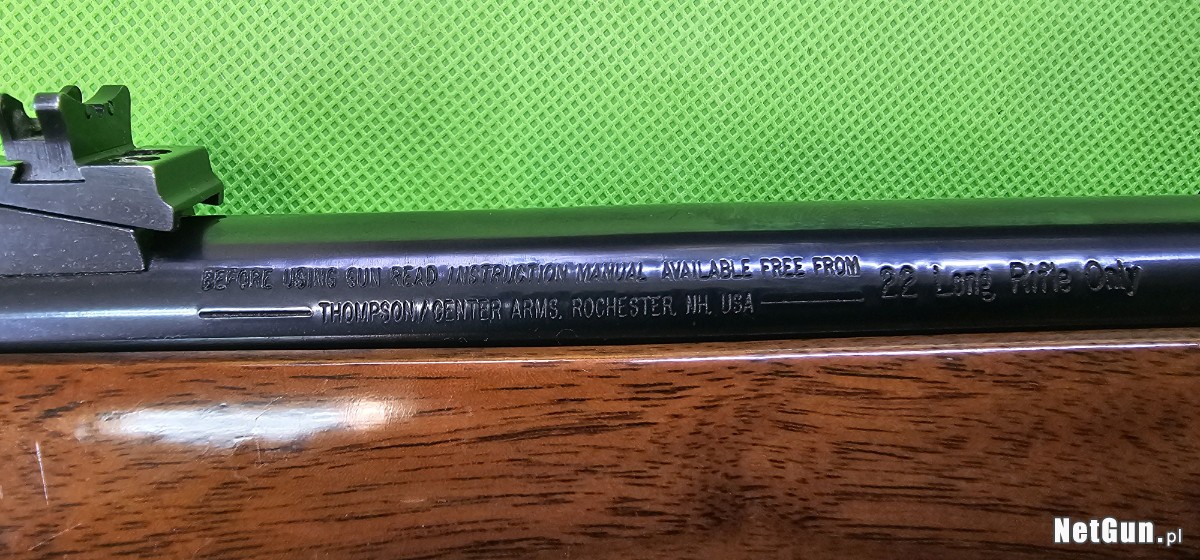 BEFORE USING GUN READ INSTRUCTION MANUAL AVAILABLE FREE FROM
THOMPSON/CENTER ARMS, ROCHESTER, NH, USA
22 Long Rifle Only
NetGun.pl